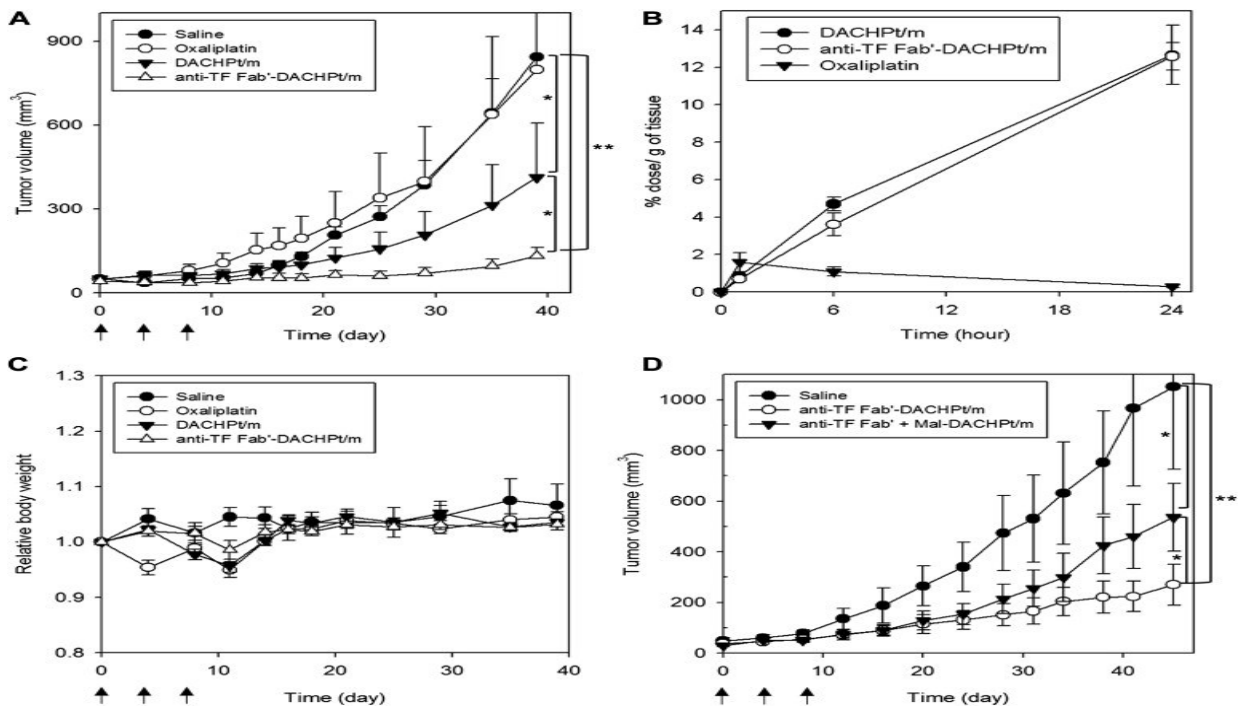 A
Saline
Oxaliplatin
DACHPt/m
anti-TF Fab'-DACHPt/m
900
600
300
0
Tumor volume (mm³)
*
*
**
0 10 20 30 40
Time (day)
B
DACHPt/m
anti-TF Fab'-DACHPt/m
Oxaliplatin
14
12
10
8
6
4
2
0
% dose/ g of tissue
0 6 12 18 24
Time (hour)
C
Saline
Oxaliplatin
DACHPt/m
anti-TF Fab'-DACHPt/m
1.3
1.2
1.1
1.0
0.9
0.8
Relative body weight
0 10 20 30 40
Time (day)
D
Saline
anti-TF Fab'-DACHPt/m
anti-TF Fab' + Mal-DACHPt/m
1000
800
600
400
200
0
Tumor volume (mm³)
*
*
**
0 10 20 30 40
Time (day)